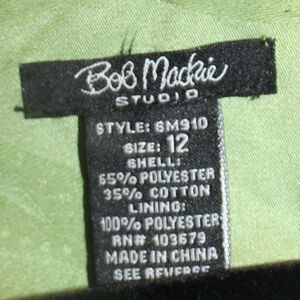 Bob Mackie
STUDIO
STYLE: 6M910
SIZE: 12
SHELL:
65% POLYESTER
35% COTTON
LINING:
100% POLYESTER
RN# 103679
MADE IN CHINA
SEE REVERSE